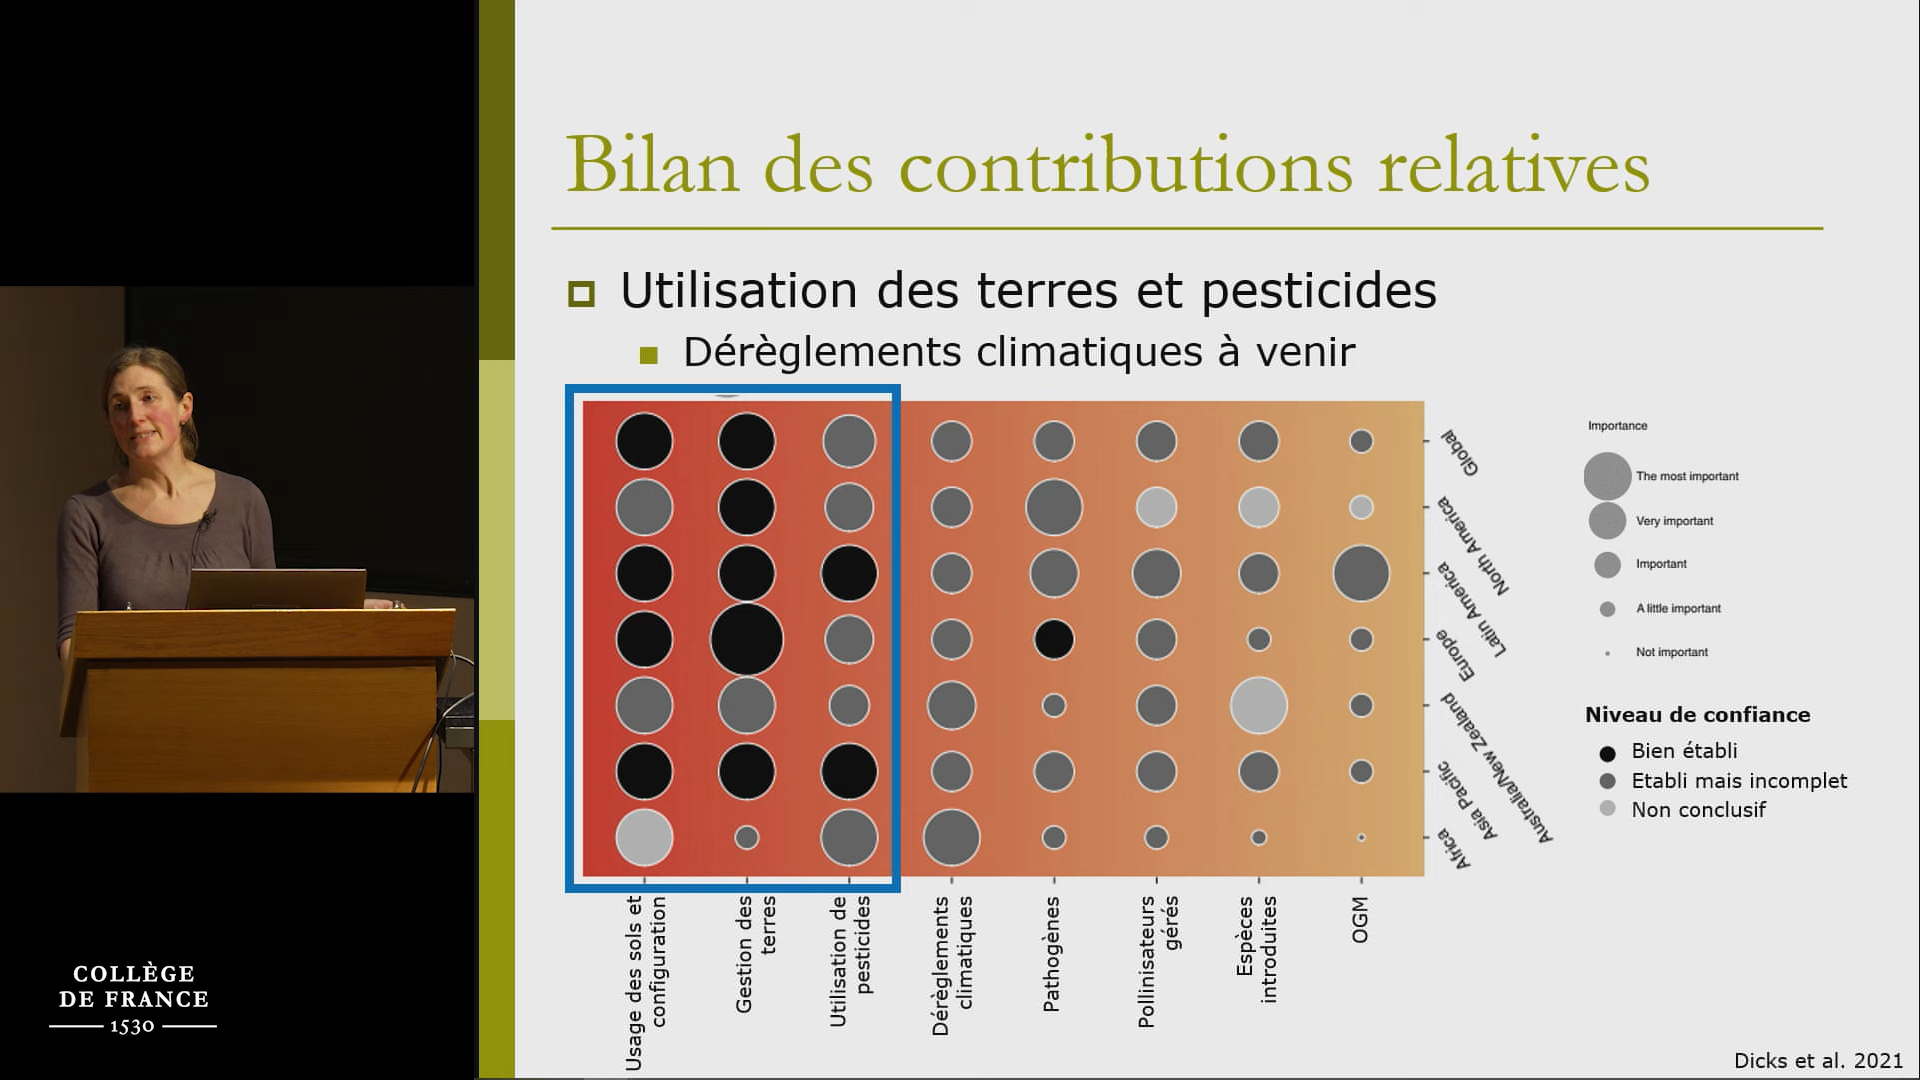 Bilan des contributions relatives
Utilisation des terres et pesticides
Dérèglements climatiques à venir
Global
North America
Latin America
Europe
Australia/New Zealand
Asia Pacific
Africa
Usage des sols et
configuration
Gestion des
terres
Utilisation de
pesticides
Dérèglements
climatiques
Pathogènes
Pollinisateurs
gérés
Espèces
introduites
OGM
Importance
The most important
Very important
Important
A little important
Not important
Niveau de confiance
Bien établi
Etabli mais incomplet
Non conclusif
Dicks et al. 2021
COLLÈGE
DE FRANCE
1530